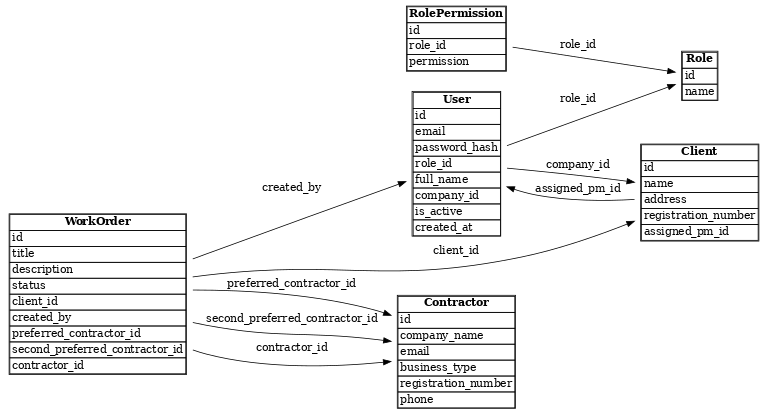 RolePermission
id
role_id
permission
role_id
Role
id
name
User
id
email
password_hash
role_id
full_name
company_id
is_active
created_at
role_id
company_id
assigned_pm_id
Client
id
name
address
registration_number
assigned_pm_id
created_by
client_id
WorkOrder
id
title
description
status
client_id
created_by
preferred_contractor_id
second_preferred_contractor_id
contractor_id
preferred_contractor_id
second_preferred_contractor_id
contractor_id
Contractor
id
company_name
email
business_type
registration_number
phone